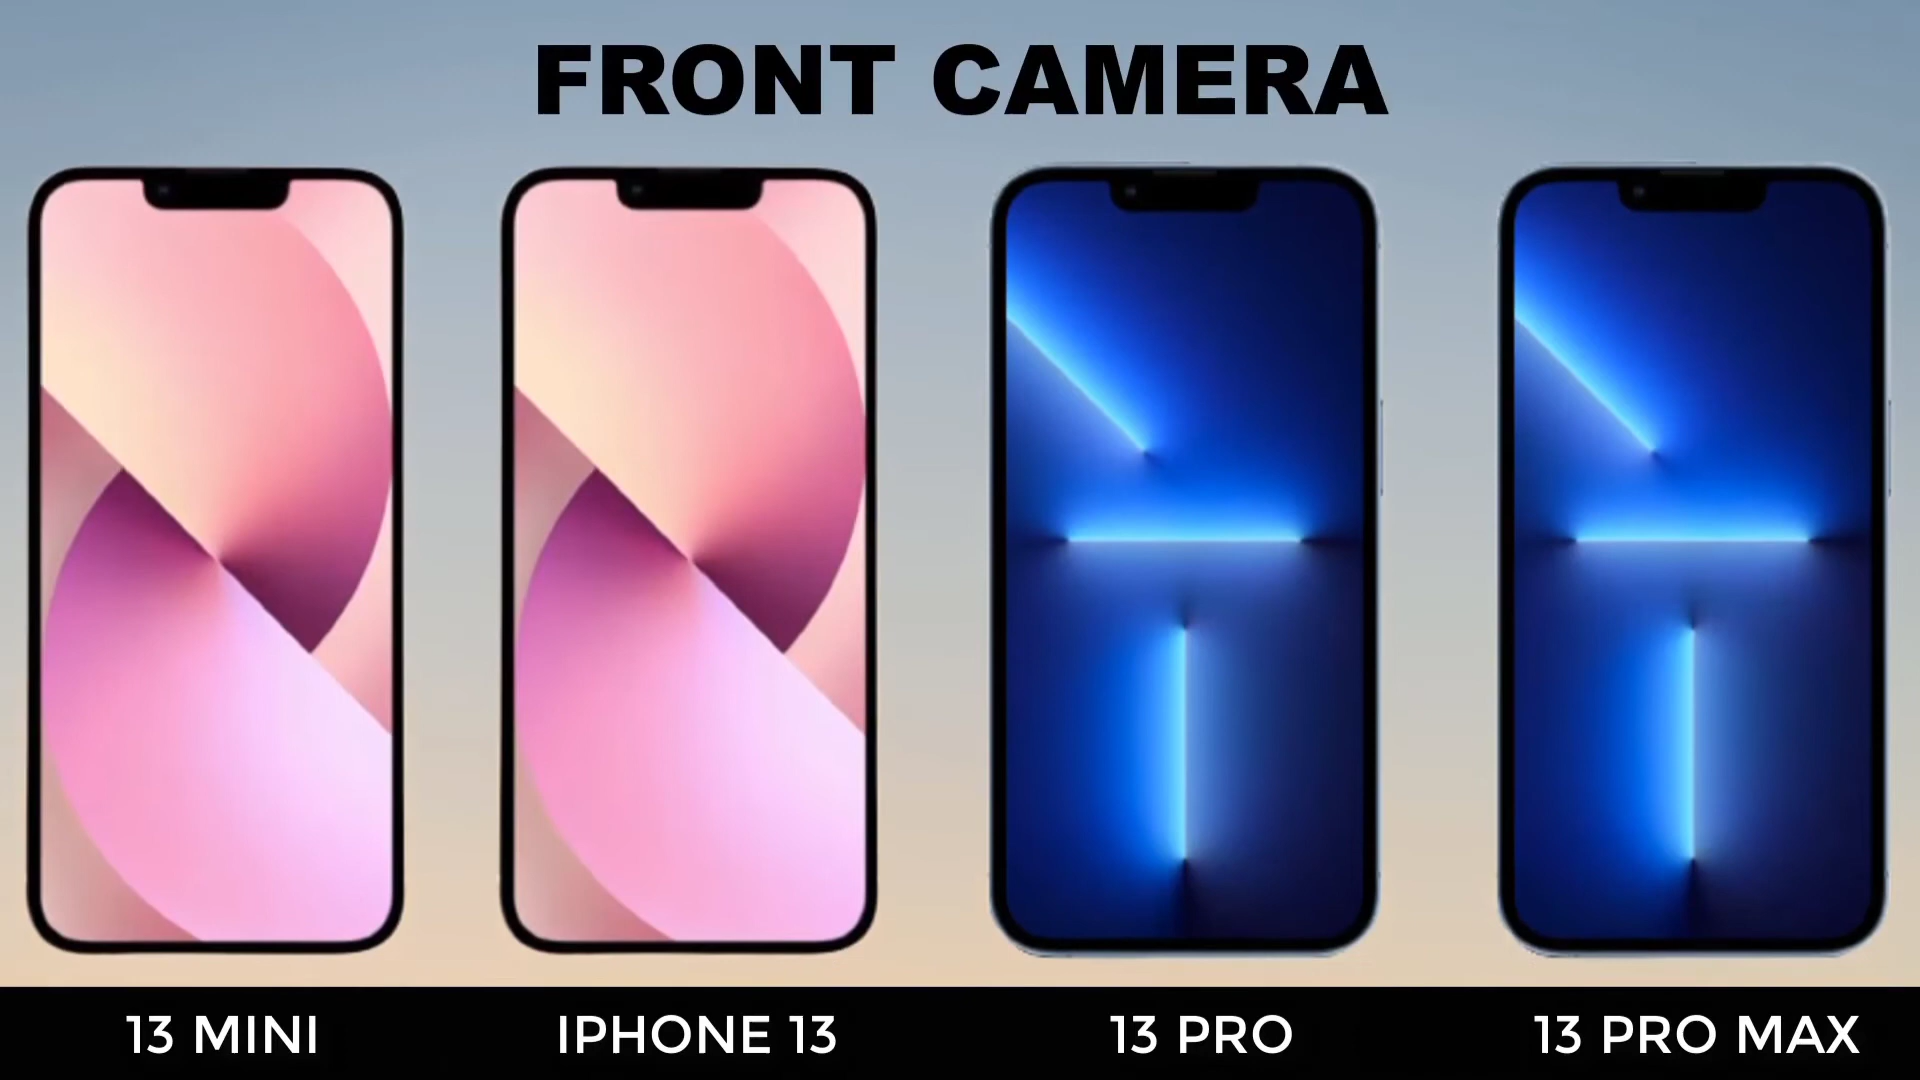 FRONT CAMERA
13 MINI
IPHONE 13
13 PRO
13 PRO MAX